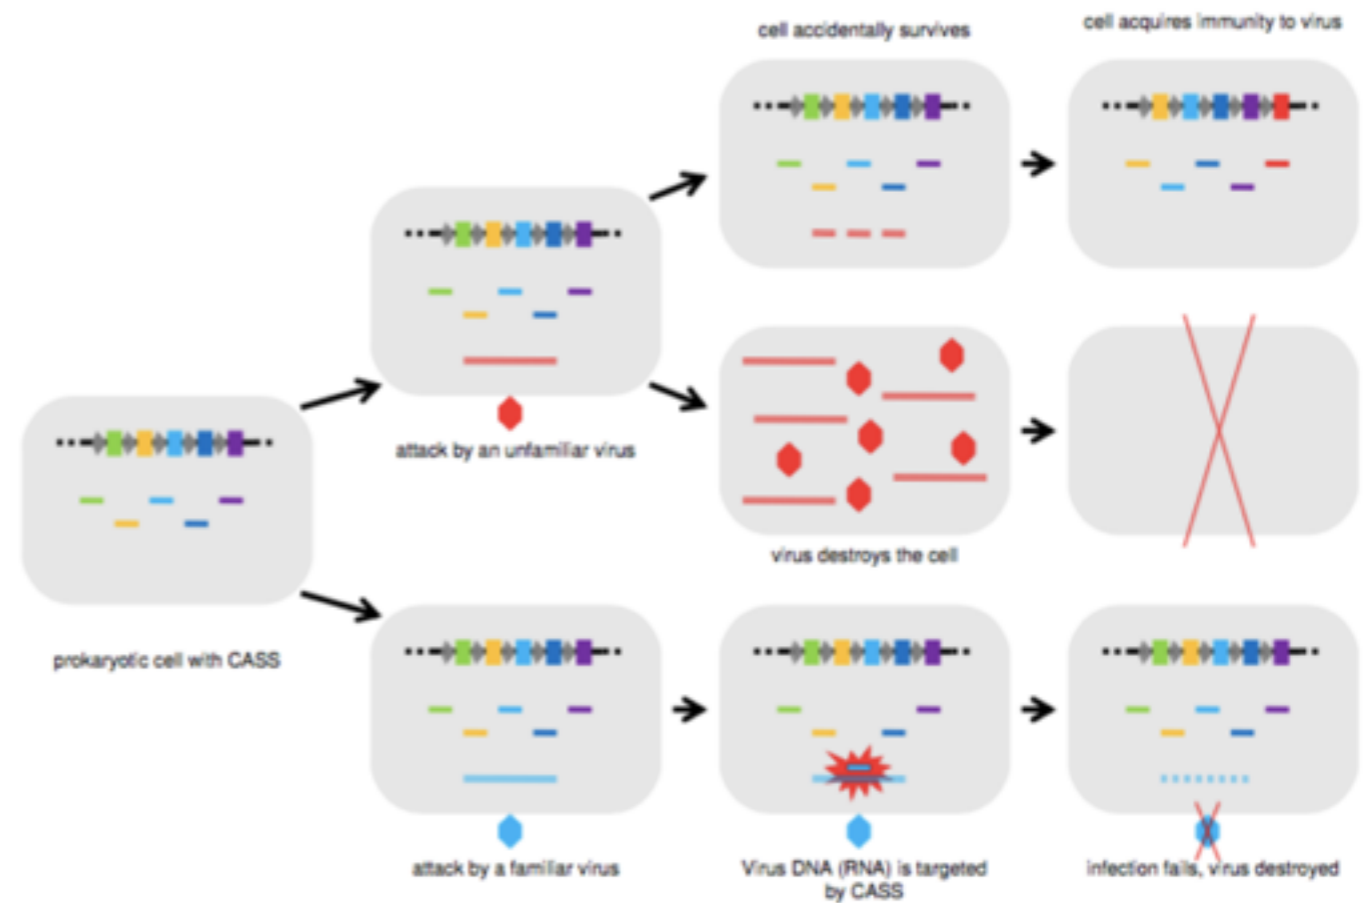 cell accidentally survives
cell acquires immunity to virus
attack by an unfamiliar virus
virus destroys the cell
prokaryotic cell with CASS
attack by a familiar virus
Virus DNA (RNA) is targeted
by CASS
infection fails, virus destroyed